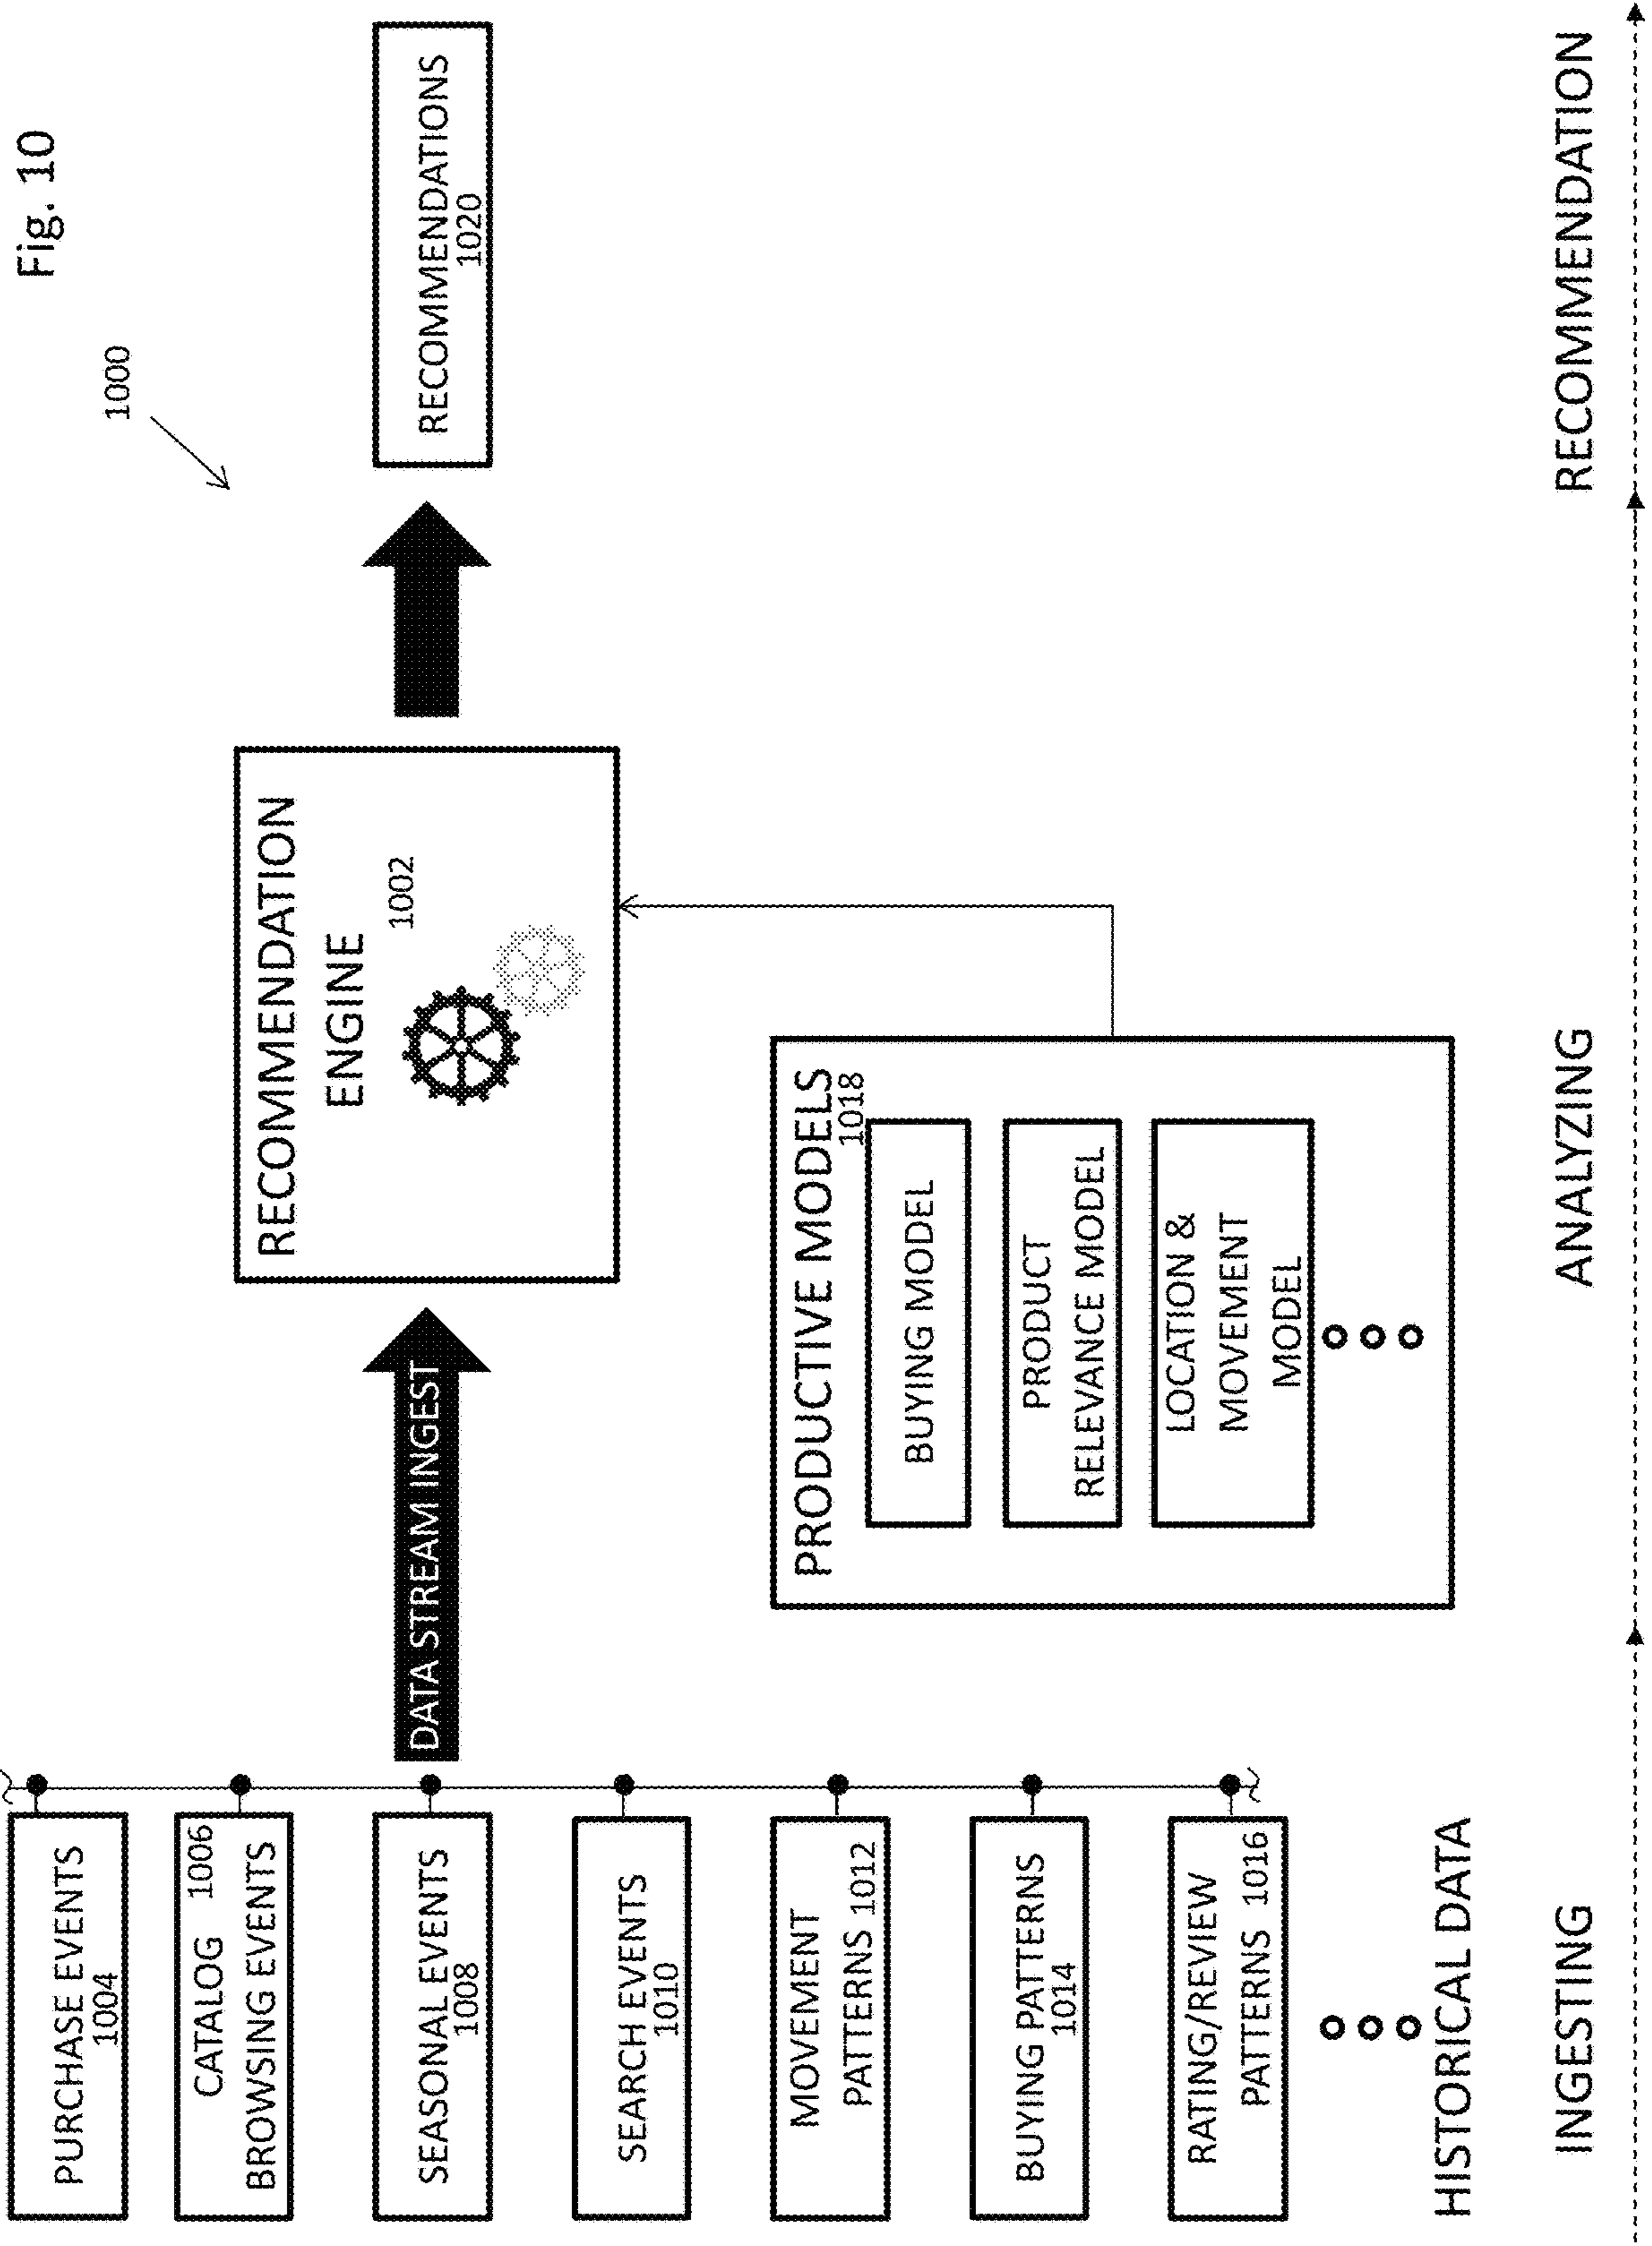 Fig. 10
1000
PURCHASE EVENTS
1004
CATALOG 1006
BROWSING EVENTS
SEASONAL EVENTS
1008
SEARCH EVENTS
1010
MOVEMENT
PATTERNS 1012
BUYING PATTERNS
1014
RATING/REVIEW
PATTERNS 1016
HISTORICAL DATA
DATA STREAM INGEST
RECOMMENDATION
ENGINE
1002
PRODUCTIVE MODELS
1018
BUYING MODEL
PRODUCT
RELEVANCE MODEL
LOCATION &
MOVEMENT
MODEL
RECOMMENDATIONS
1020
INGESTING
ANALYZING
RECOMMENDATION